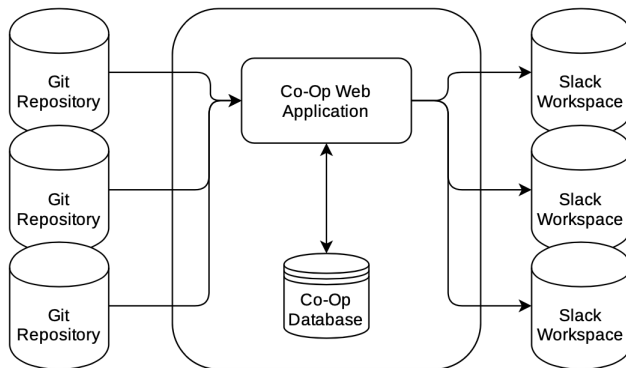 Git
Repository
Git
Repository
Git
Repository
Co-Op Web
Application
Co-Op
Database
Slack
Workspace
Slack
Workspace
Slack
Workspace